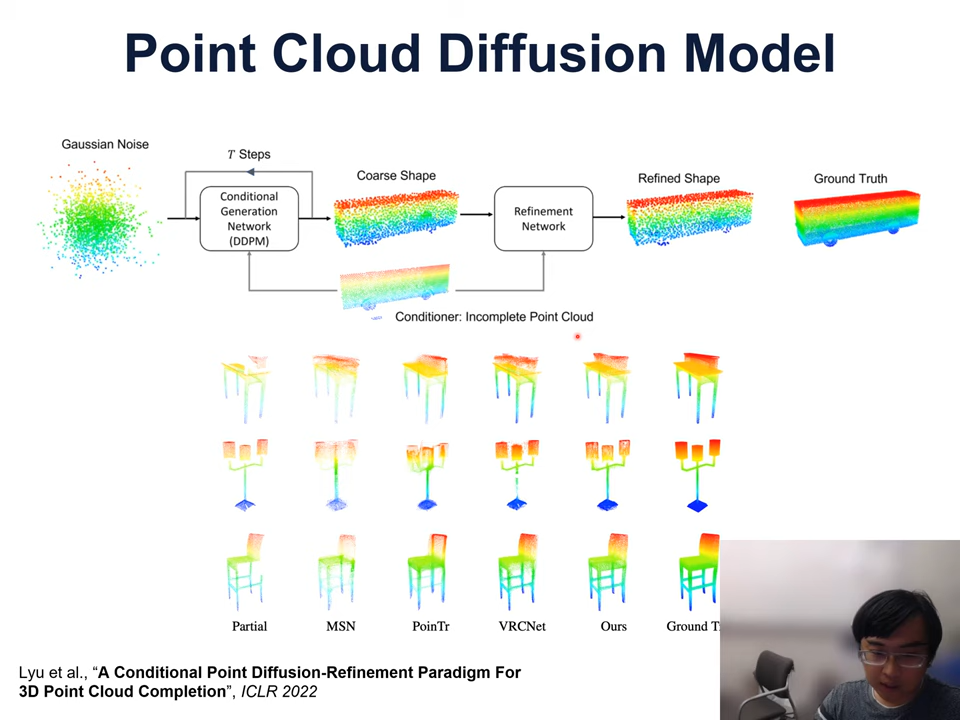 Point Cloud Diffusion Model
Gaussian Noise
T Steps
Conditional
Generation
Network
(DDPM)
Coarse Shape
Refinement
Network
Refined Shape
Ground Truth
Conditioner: Incomplete Point Cloud
Partial MSN PoinTr VRCNet Ours Ground
Lyu et al., “A Conditional Point Diffusion-Refinement Paradigm For
3D Point Cloud Completion”, ICLR 2022